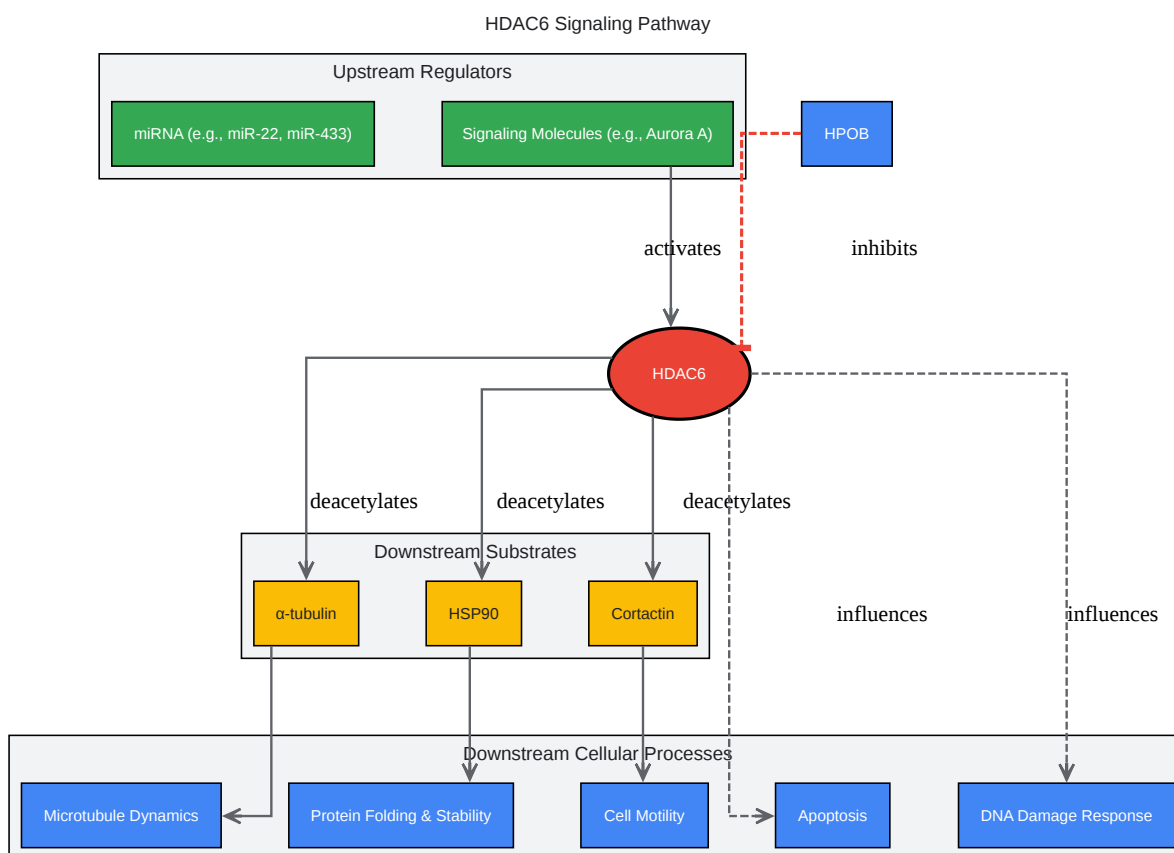 HDAC6 Signaling Pathway
Upstream Regulators
miRNA (e.g., miR-22, miR-433)
Signaling Molecules (e.g., Aurora A)
HPOB
activates
inhibits
HDAC6
deacetylates
deacetylates
deacetylates
Downstream Substrates
α-tubulin
HSP90
Cortactin
influences
influences
Downstream Cellular Processes
Microtubule Dynamics
Protein Folding & Stability
Cell Motility
Apoptosis
DNA Damage Response